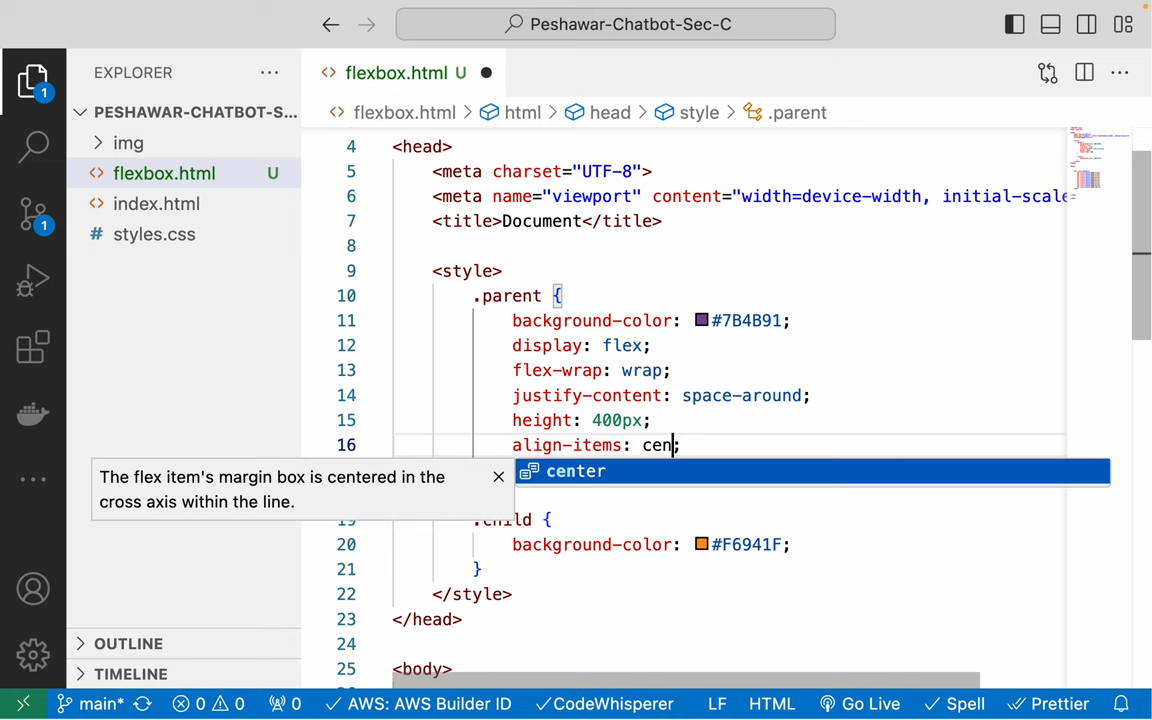 Peshawar-Chatbot-Sec-C
EXPLORER
flexbox.html U
PESHAWAR-CHATBOT-S...
flexbox.html > html > head > style > .parent
img
flexbox.html U
index.html
styles.css
1
1
4 <head>
5 <meta charset="UTF-8">
6 <meta name="viewport" content="width=device-width, initial-scale
7 <title>Document</title>
8
9 <style>
10 .parent {
11 background-color: #7B4B91;
12 display: flex;
13 flex-wrap: wrap;
14 justify-content: space-around;
15 height: 400px;
16 align-items: cen;
center
The flex item's margin box is centered in the
cross axis within the line.
19 .child {
20 background-color: #F6941F;
21 }
22 </style>
23 </head>
24
25 <body>
OUTLINE
TIMELINE
main* 0 0 0 AWS: AWS Builder ID CodeWhisperer LF HTML Go Live Spell Prettier